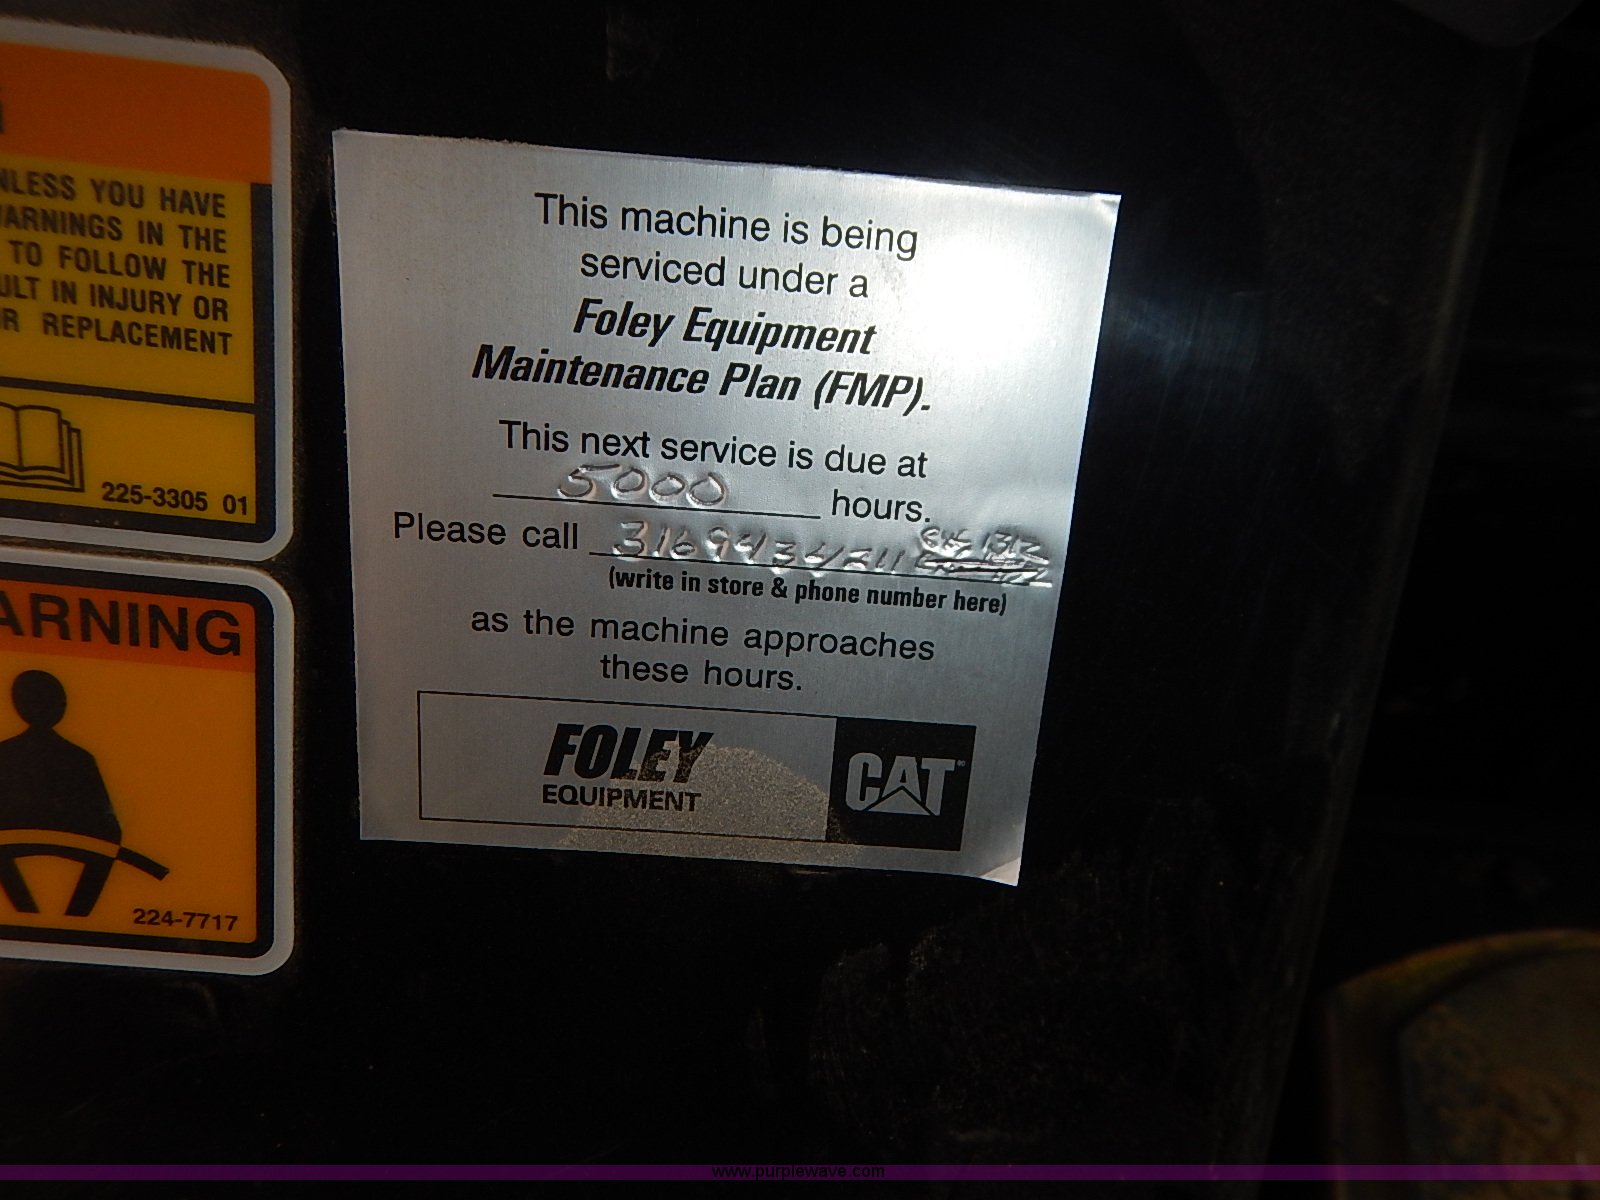 NLESS YOU HAVE
ARNINGS IN THE
TO FOLLOW THE
ULT IN INJURY OR
R REPLACEMENT
225-3305 01
ARNING
224-7717
This machine is being
serviced under a
Foley Equipment
Maintenance Plan (FMP).
This next service is due at
5000 hours.
Please call 3169434211 Ext 1312
(write in store & phone number here)
as the machine approaches
these hours.
FOLEY
EQUIPMENT
CAT
www.purplewave.com